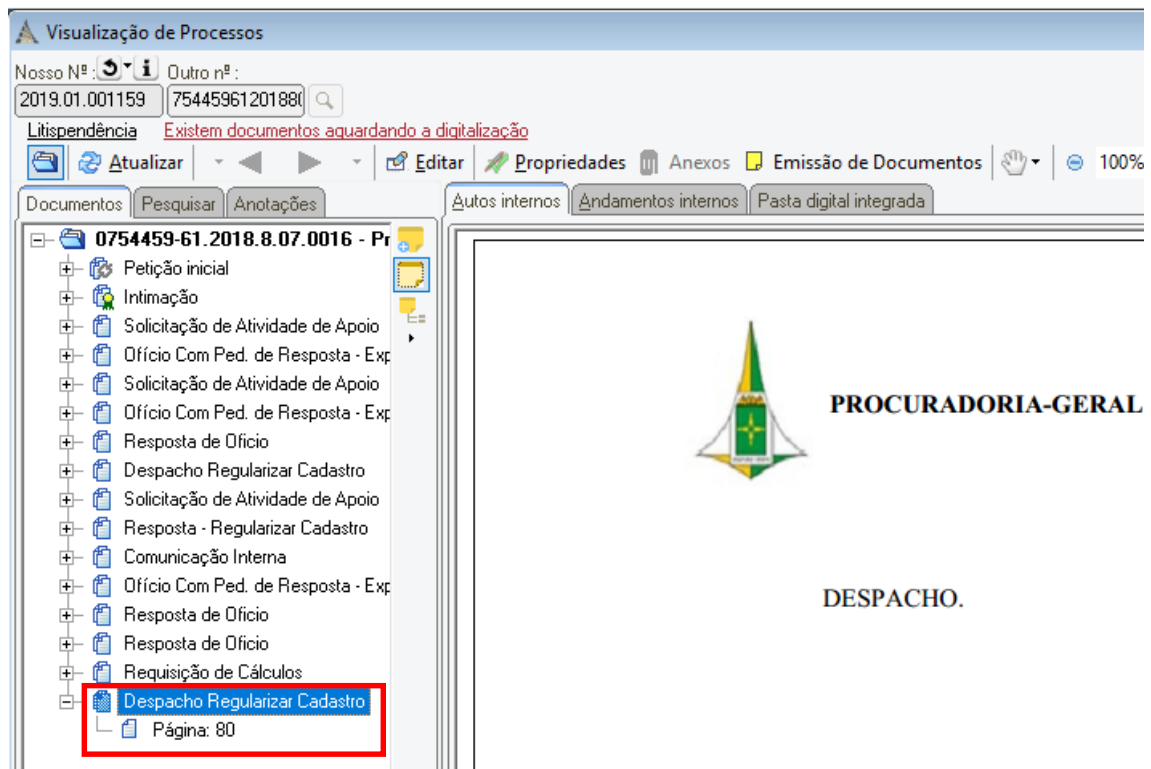 Visualização de Processos
Nosso Nº : Outro nº :
2019.01.001159 7544596120188
Litispendência Existem documentos aguardando a digitalização
Atualizar Editar Propriedades Anexos Emissão de Documentos 100%
Documentos Pesquisar Anotações Autos internos Andamentos internos Pasta digital integrada
0754459-61.2018.8.07.0016 - Pr
Petição inicial
Intimação
Solicitação de Atividade de Apoio
Ofício Com Ped. de Resposta - Exp
Solicitação de Atividade de Apoio
Ofício Com Ped. de Resposta - Exp
Resposta de Oficio
Despacho Regularizar Cadastro
Solicitação de Atividade de Apoio
Resposta - Regularizar Cadastro
Comunicação Interna
Ofício Com Ped. de Resposta - Exp
Resposta de Oficio
Resposta de Oficio
Requisição de Cálculos
Despacho Regularizar Cadastro
Página: 80
PROCURADORIA-GERAL
DESPACHO.